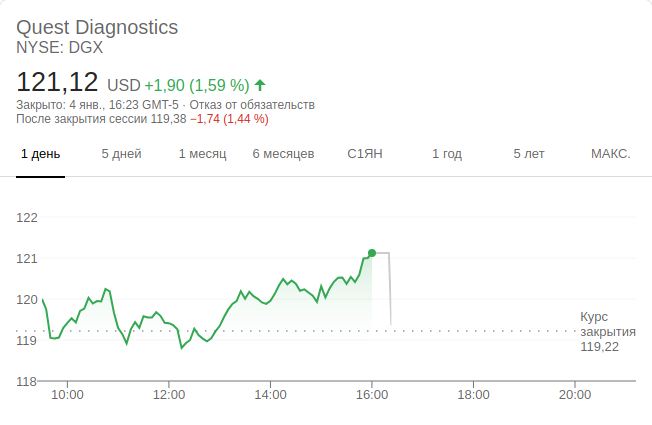 Quest Diagnostics
NYSE: DGX
121,12 USD +1,90 (1,59 %)
Закрыто: 4 янв., 16:23 GMT-5 · Отказ от обязательств
После закрытия сессии 119,38 −1,74 (1,44 %)
1 день 5 дней 1 месяц 6 месяцев С1ЯН 1 год 5 лет МАКС.
122
121
120
119
118
Курс
закрытия
119,22
10:00 12:00 14:00 16:00 18:00 20:00